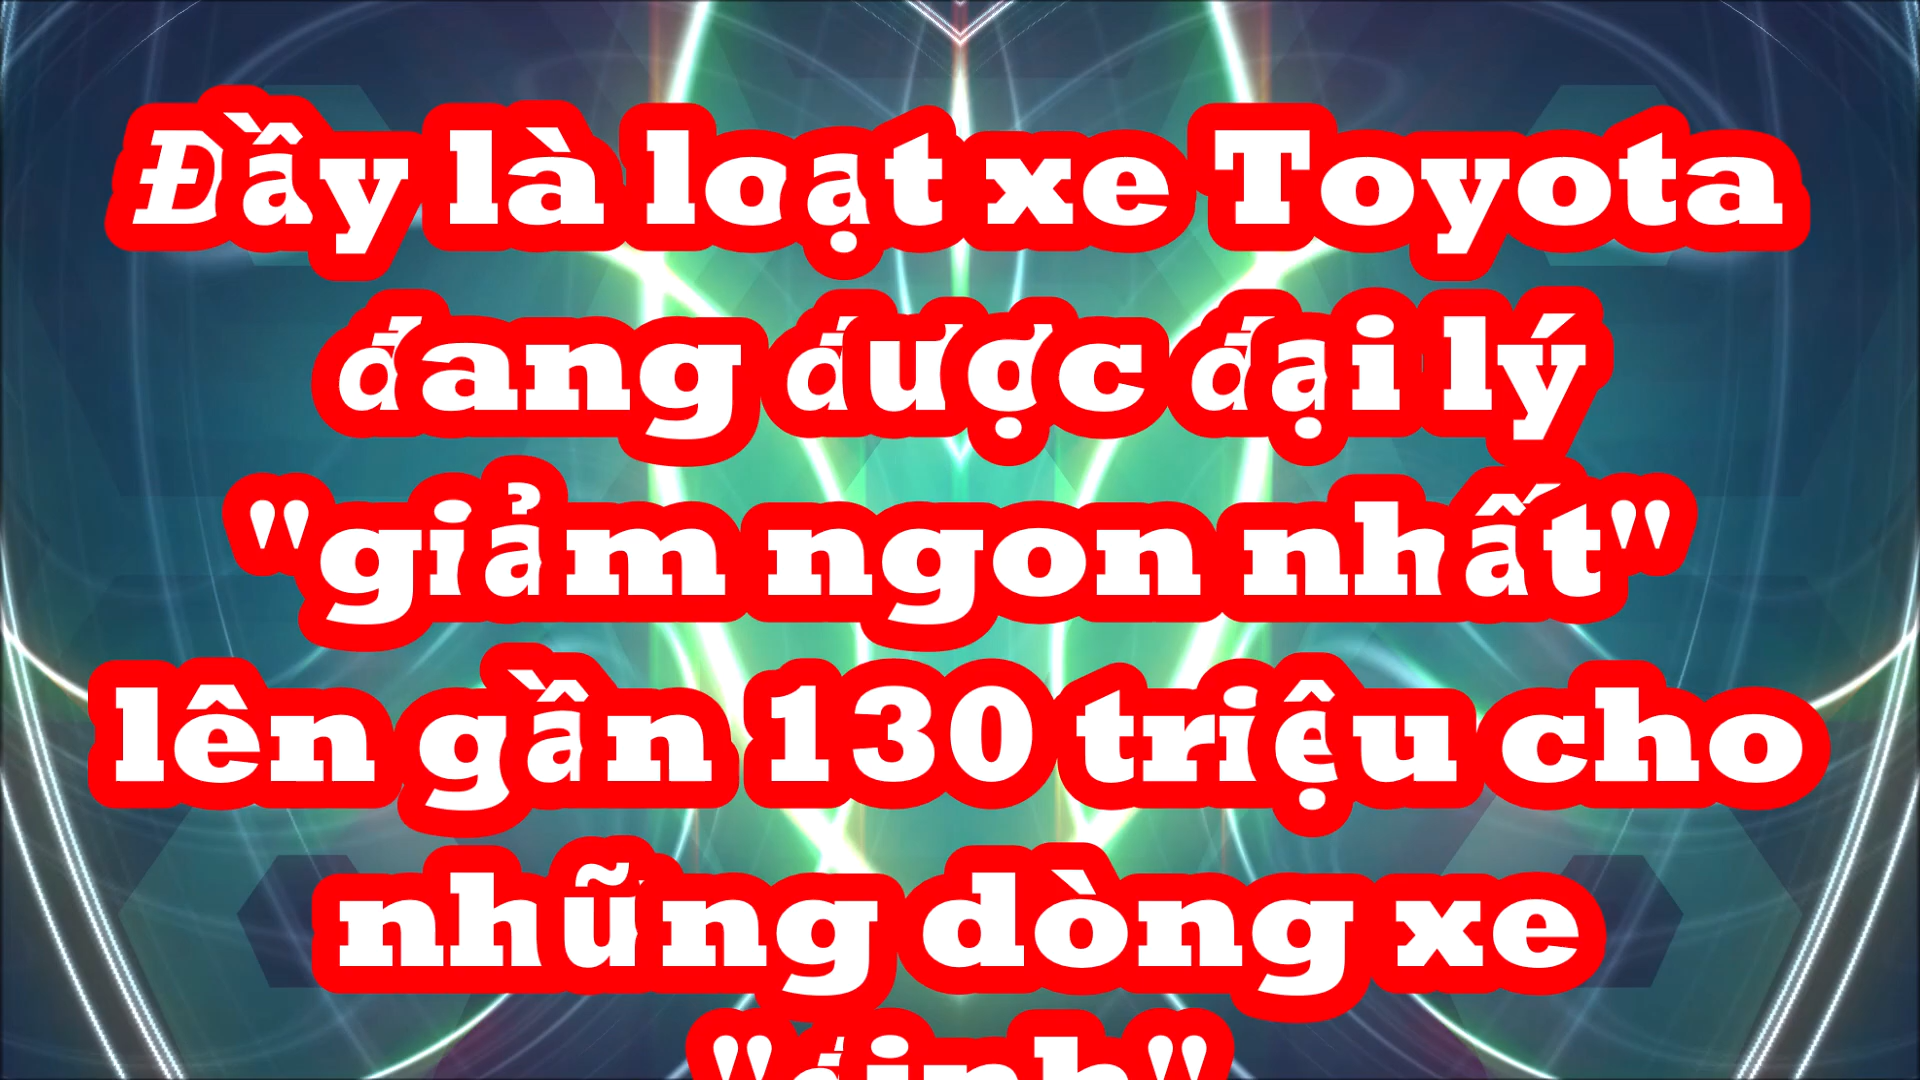 Đầy là loạt xe Toyota
đang được đại lý
"giảm ngon nhất"
lên gần 130 triệu cho
những dòng xe